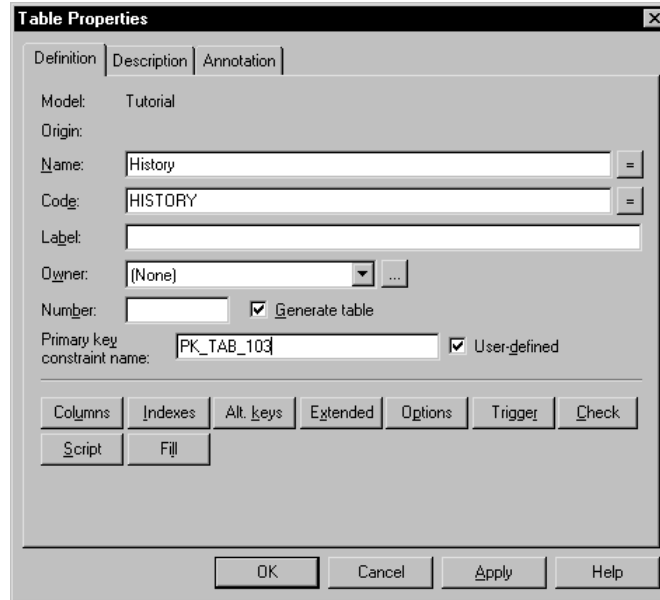 Table Properties
Definition Description Annotation
Model: Tutorial
Origin:
Name: History =
Code: HISTORY =
Label:
Owner: (None) ...
Number: Generate table
Primary key
constraint name: PK_TAB_103 User-defined
Columns Indexes Alt. keys Extended Options Trigger Check
Script Fill
OK Cancel Apply Help